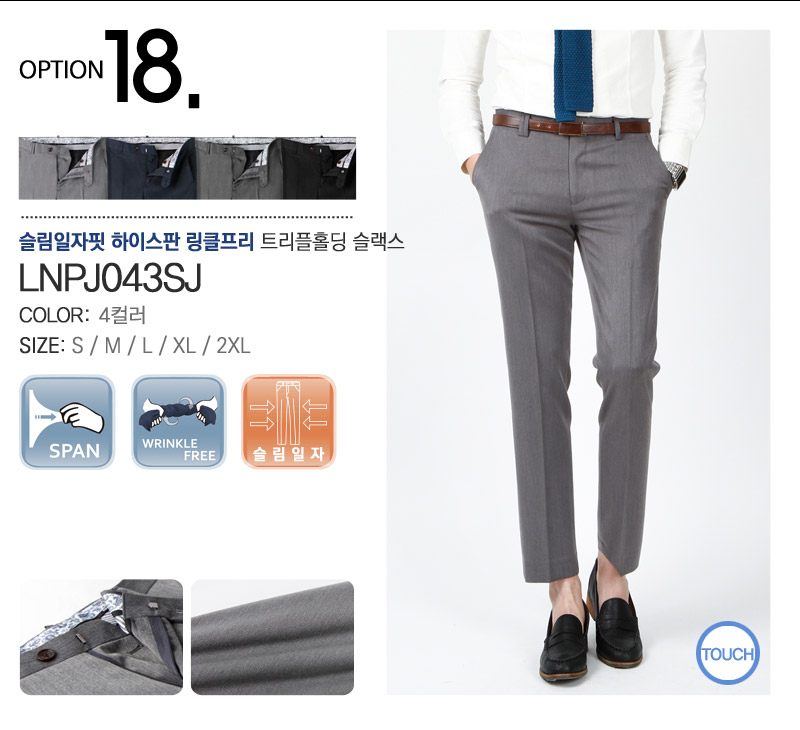 OPTION 18.
슬림일자핏 하이스판 링클프리 트리플홀딩 슬랙스
LNPJ043SJ
COLOR: 4컬러
SIZE: S / M / L / XL / 2XL
SPAN
WRINKLE
FREE
슬림일자
TOUCH